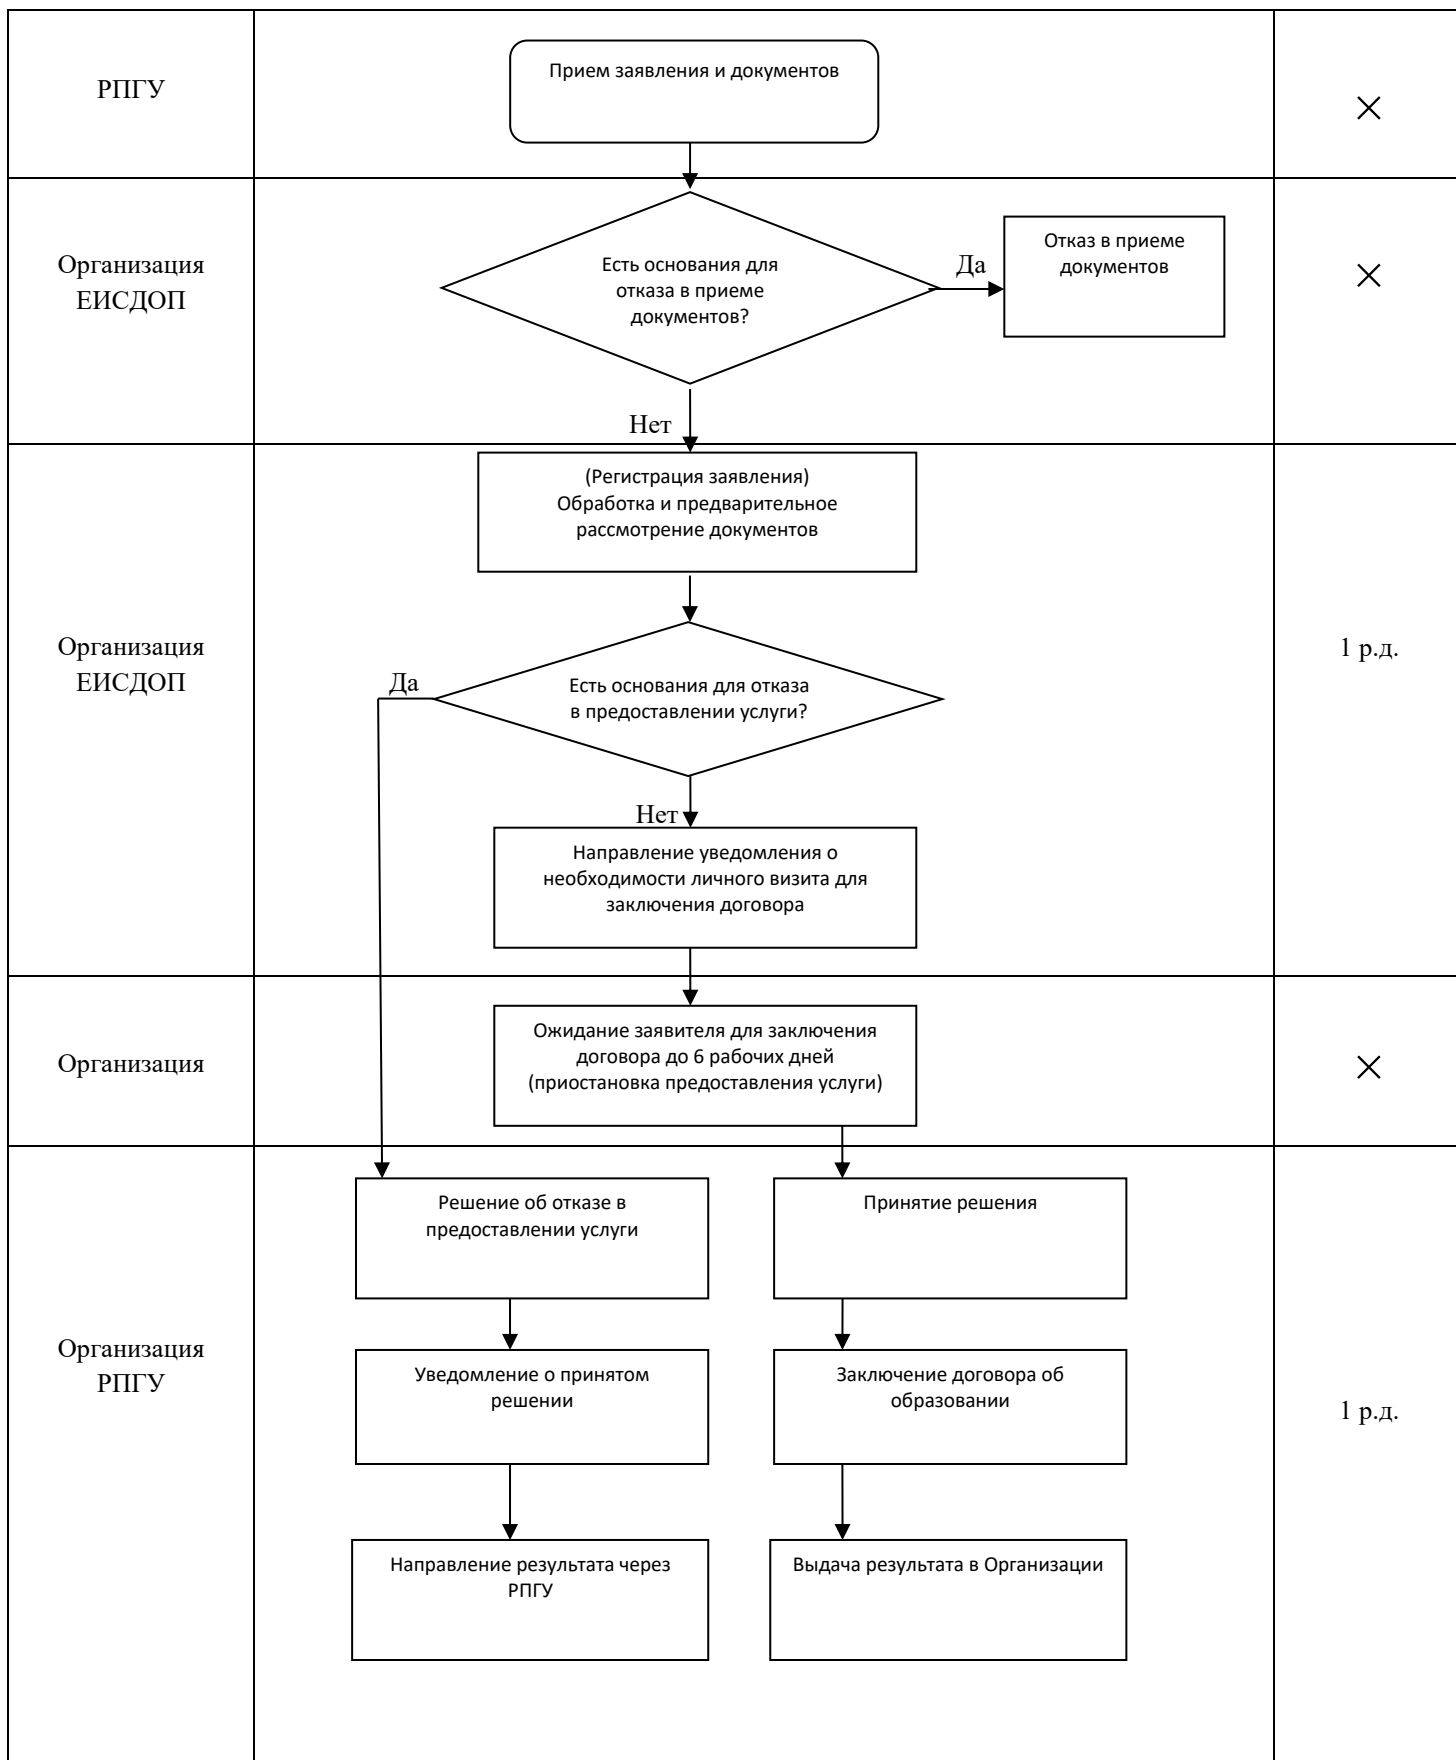 РПГУ
Прием заявления и документов
×
Организация
ЕИСДОП
Есть основания для
отказа в приеме
документов?
Да
Отказ в приеме
документов
×
Нет
Организация
ЕИСДОП
(Регистрация заявления)
Обработка и предварительное
рассмотрение документов
1 р.д.
Да
Есть основания для отказа
в предоставлении услуги?
Нет
Направление уведомления о
необходимости личного визита для
заключения договора
Организация
Ожидание заявителя для заключения
договора до 6 рабочих дней
(приостановка предоставления услуги)
×
Организация
РПГУ
Решение об отказе в
предоставлении услуги
Принятие решения
Уведомление о принятом
решении
Заключение договора об
образовании
1 р.д.
Направление результата через
РПГУ
Выдача результата в Организации